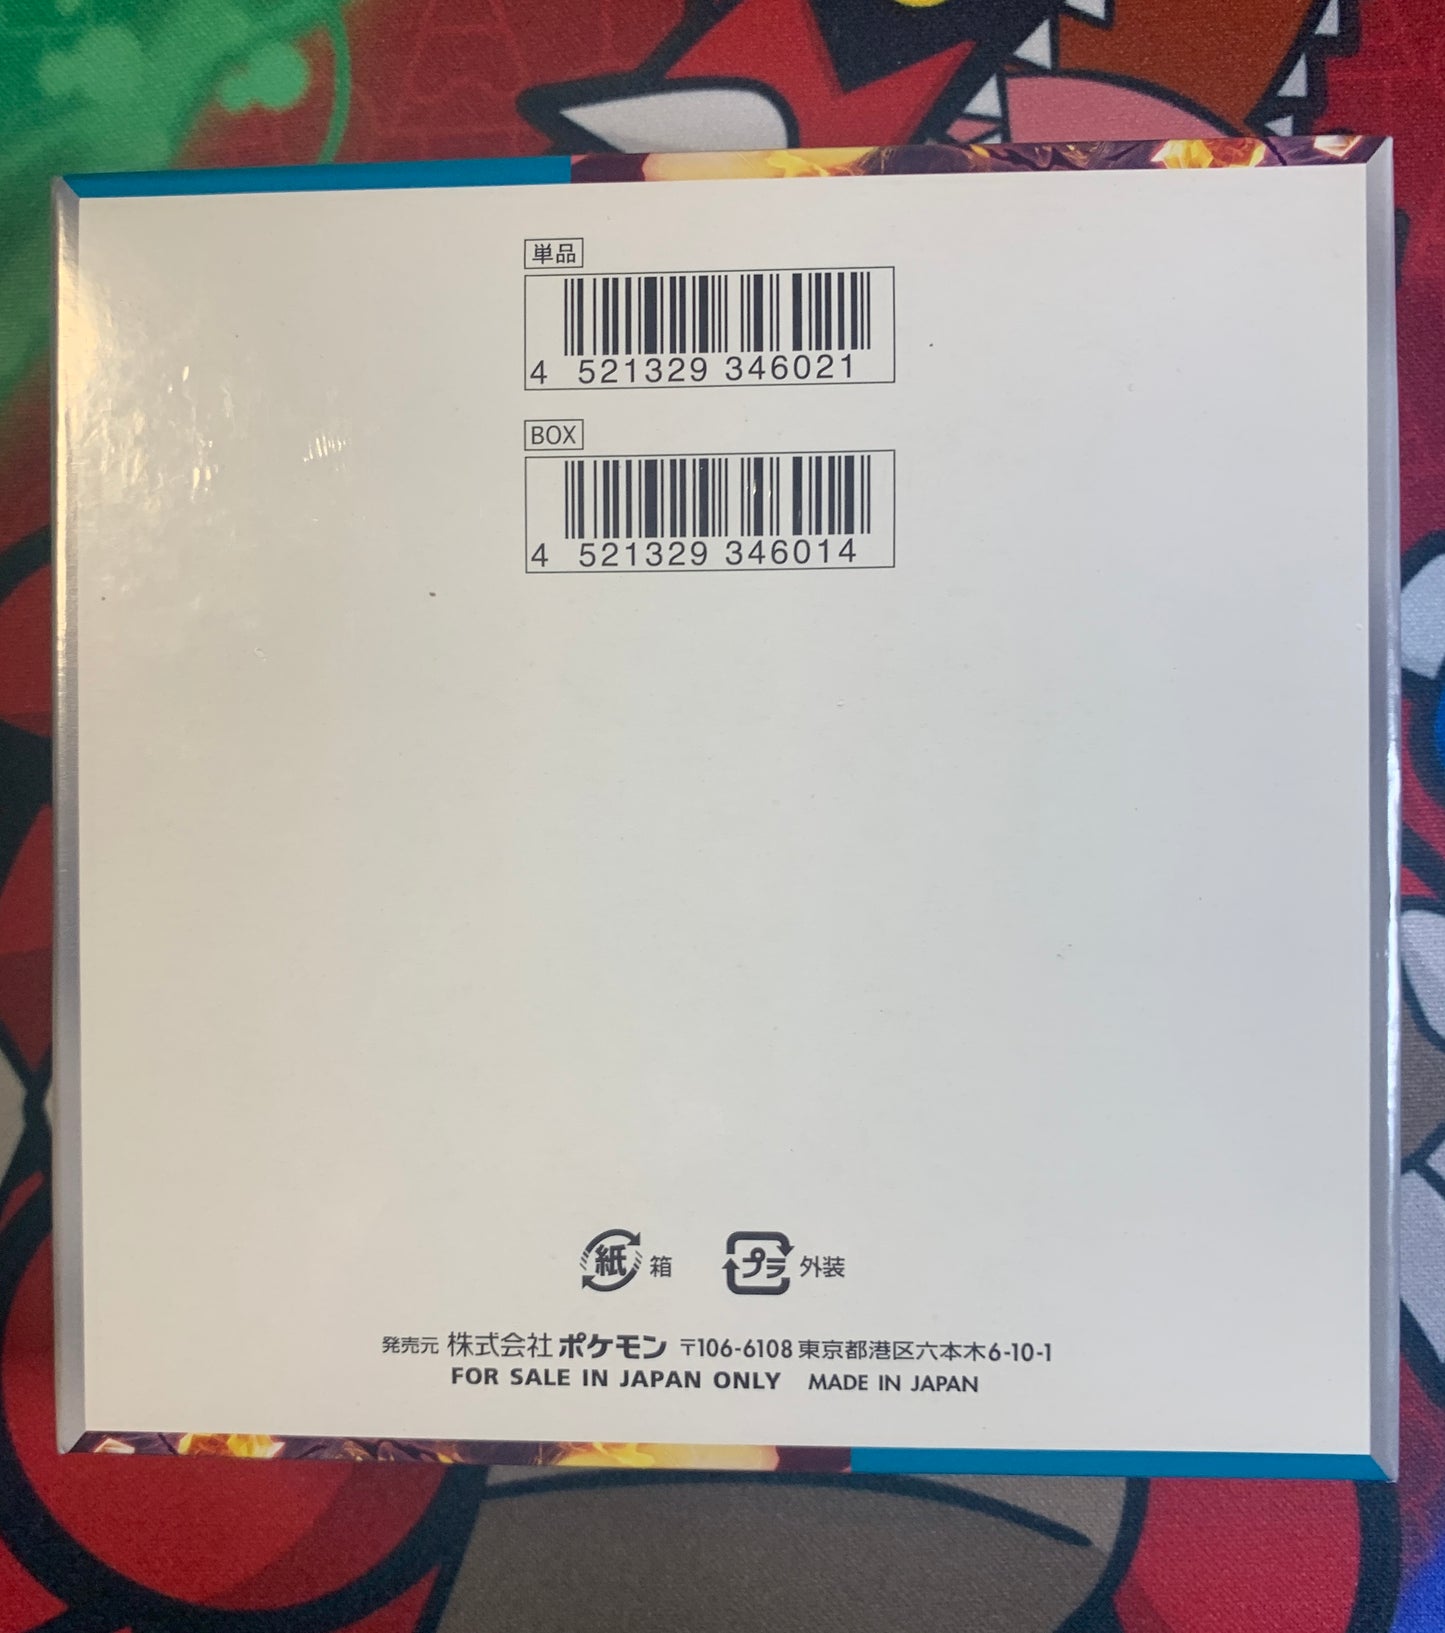 単品
4 521329 346021
BOX
4 521329 346014
紙 箱 プラ 外装
発売元 株式会社ポケモン 〒106-6108 東京都港区六本木6-10-1
FOR SALE IN JAPAN ONLY MADE IN JAPAN